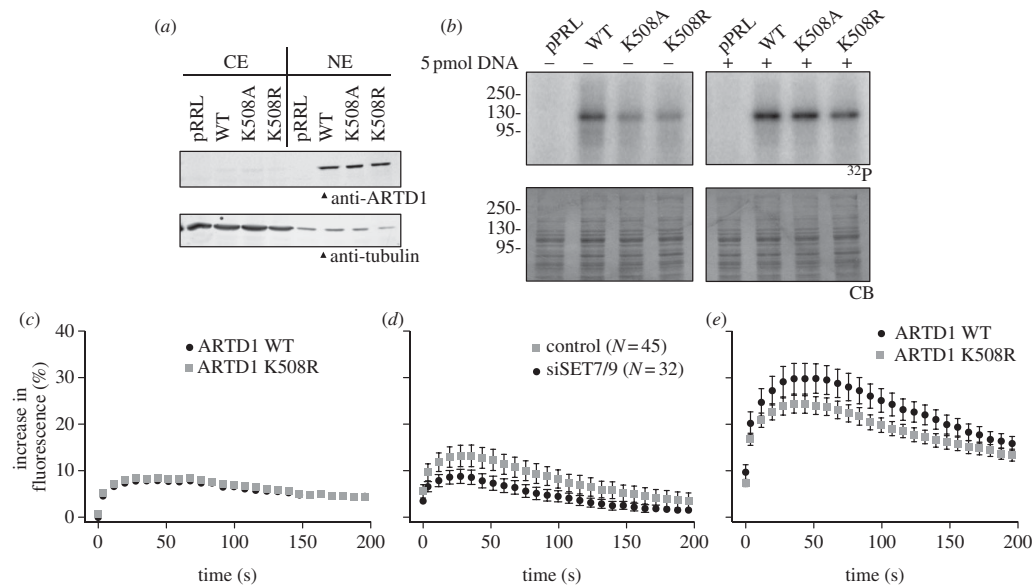 (a)
CE NE
pRRL WT K508A K508R pRRL WT K508A K508R
▲anti-ARTD1
▲anti-tubulin
(b)
pPRL WT K508A K508R pPRL WT K508A K508R
5 pmol DNA – – – – + + + +
250-
130-
95-
32P
250-
130-
95-
CB
(c)
increase in fluorescence (%)
40
30
20
10
0
ARTD1 WT
ARTD1 K508R
0 50 100 150 200
time (s)
(d)
control (N = 45)
siSET7/9 (N = 32)
0 50 100 150 200
time (s)
(e)
ARTD1 WT
ARTD1 K508R
0 50 100 150 200
time (s)